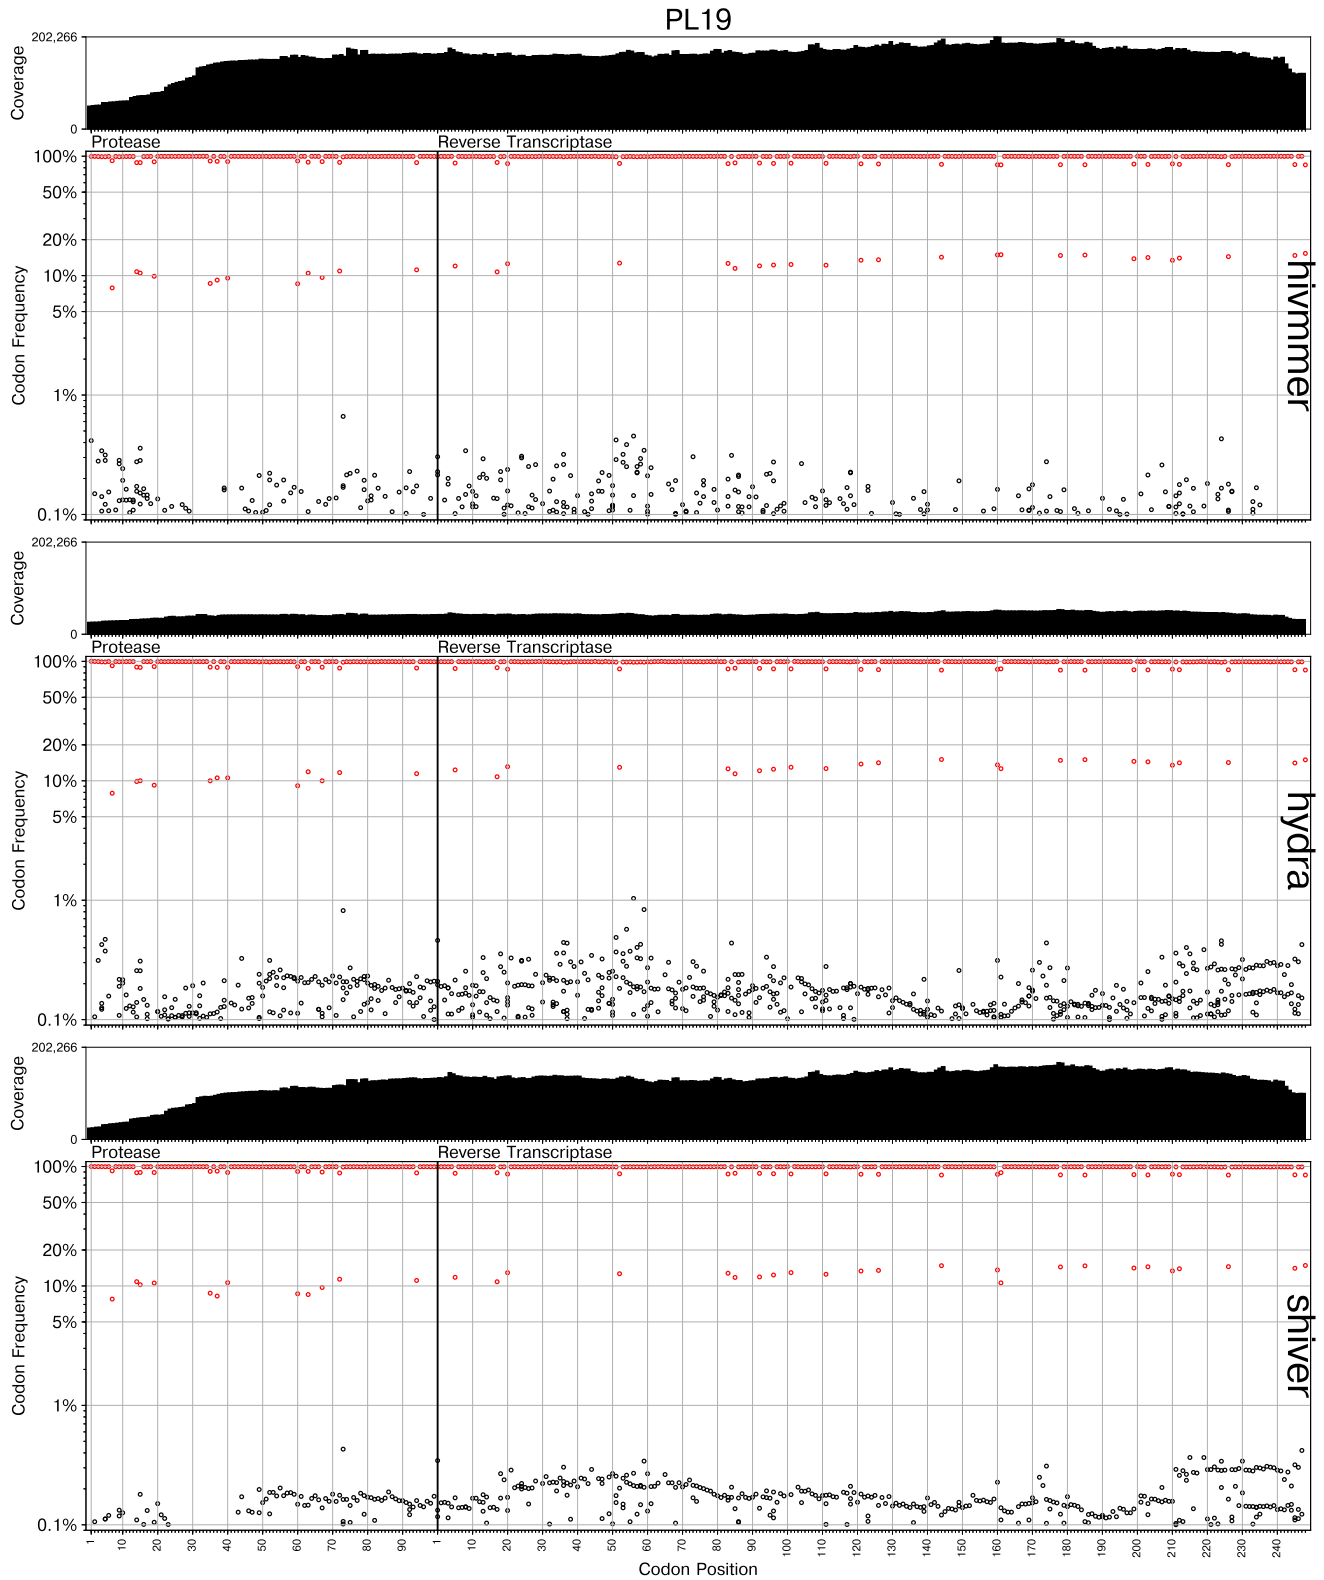 PL19
202,266
Coverage
0
Protease Reverse Transcriptase
100%
50%
20%
10%
5%
1%
0.1%
Codon Frequency
hivmmer
202,266
Coverage
0
Protease Reverse Transcriptase
100%
50%
20%
10%
5%
1%
0.1%
Codon Frequency
hydra
202,266
Coverage
0
Protease Reverse Transcriptase
100%
50%
20%
10%
5%
1%
0.1%
Codon Frequency
shiver
1 10 20 30 40 50 60 70 80 90 1 10 20 30 40 50 60 70 80 90 100 110 120 130 140 150 160 170 180 190 200 210 220 230 240
Codon Position